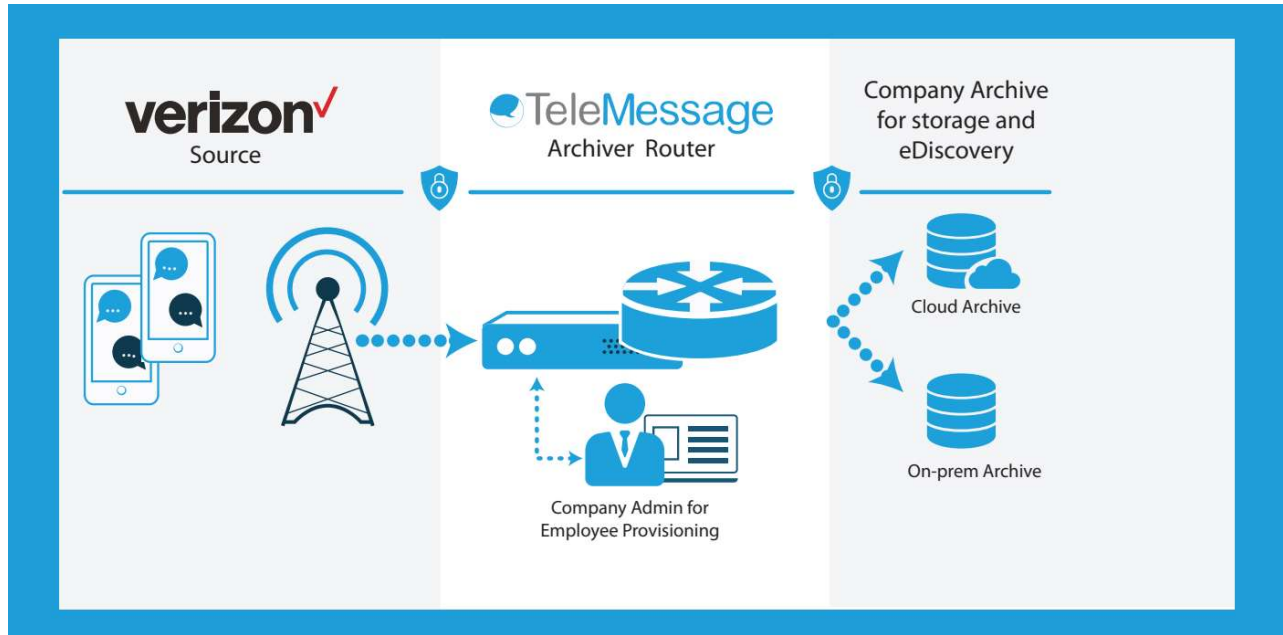 verizon
Source
TeleMessage
Archiver Router
Company Archive
for storage and
eDiscovery
...
...
...
...
Cloud Archive
On-prem Archive
Company Admin for
Employee Provisioning